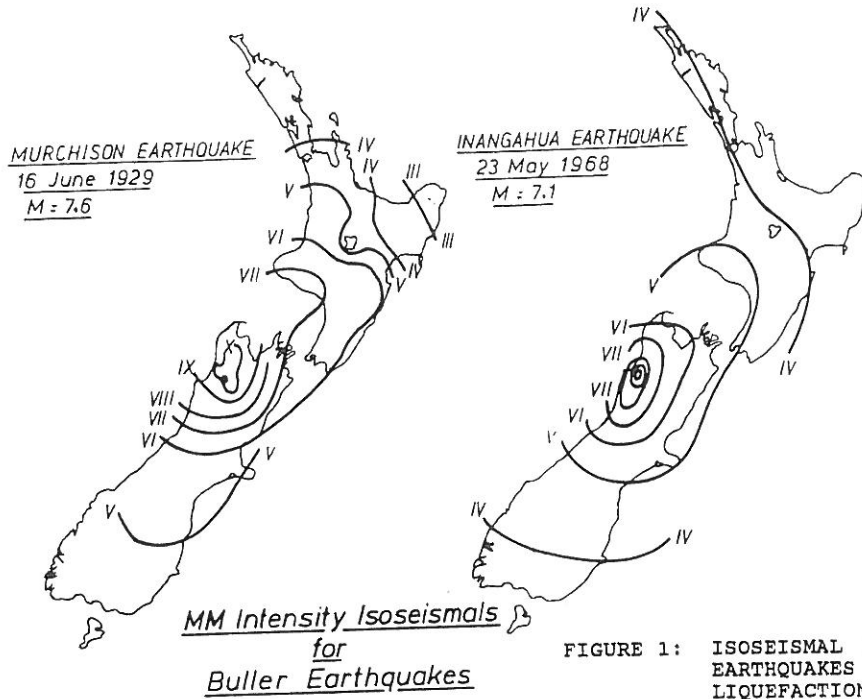 MURCHISON EARTHQUAKE
16 June 1929
M : 7.6
IV
IV
III
V
VI
III
IV
V
VII
X
IX
VIII
VII
VI
V
V
INANGAHUA EARTHQUAKE
23 May 1968
M : 7.1
IV
V
VI
VII
IV
VII
VI
V
IV
IV
MM Intensity Isoseismals
for
Buller Earthquakes
FIGURE 1: ISOSEISMAL
EARTHQUAKES
LIQUEFACTION